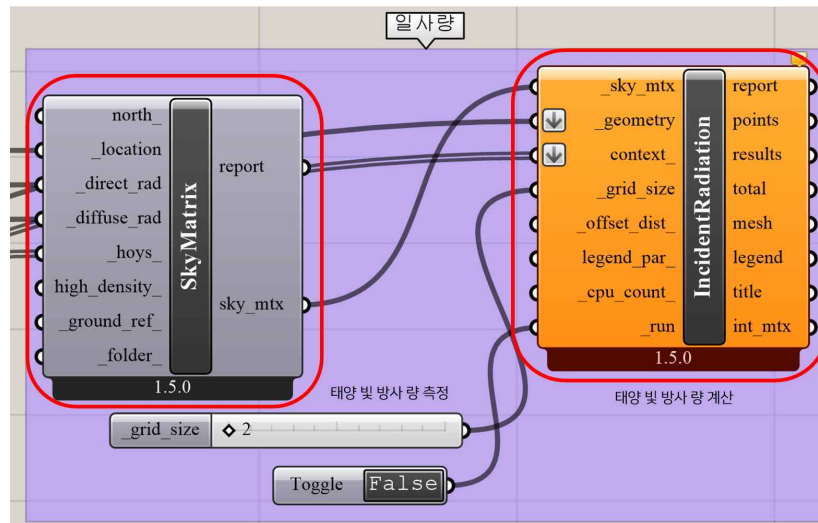 일사량
north_
_location
_direct_rad
_diffuse_rad
_hoys_
high_density_
_ground_ref_
_folder_
SkyMatrix
report
sky_mtx
1.5.0
_sky_mtx
_geometry
context_
_grid_size
_offset_dist_
legend_par_
_cpu_count_
_run
IncidentRadiation
report
points
results
total
mesh
legend
title
int_mtx
1.5.0
태양 빛 방사 량 측정
태양 빛 방사 량 계산
_grid_size 2
Toggle False